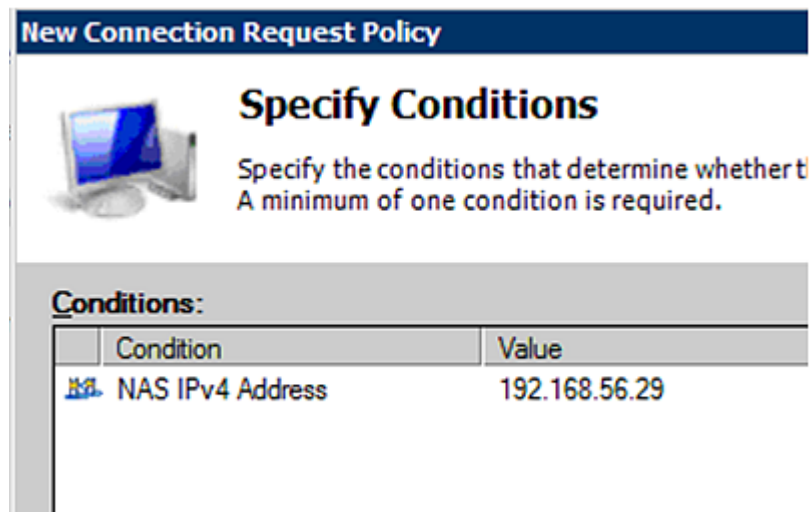 New Connection Request Policy
Specify Conditions
Specify the conditions that determine whether
A minimum of one condition is required.
Conditions:
Condition Value
NAS IPv4 Address 192.168.56.29